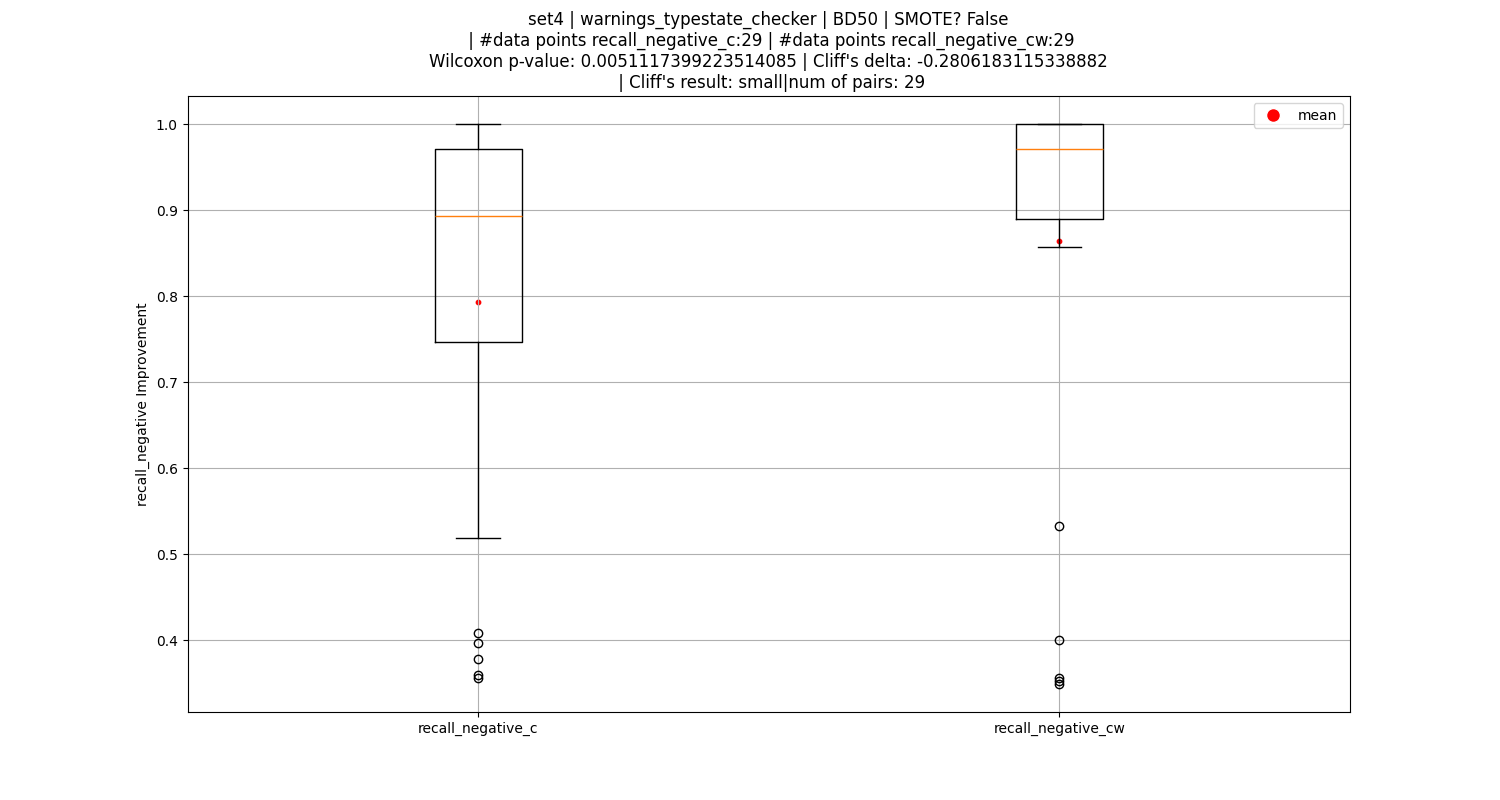 set4 | warnings_typestate_checker | BD50 | SMOTE? False
| #data points recall_negative_c:29 | #data points recall_negative_cw:29
Wilcoxon p-value: 0.0051117399223514085 | Cliff's delta: -0.2806183115338882
| Cliff's result: small|num of pairs: 29
mean
1.0
0.9
0.8
0.7
0.6
0.5
0.4
recall_negative Improvement
recall_negative_c
recall_negative_cw